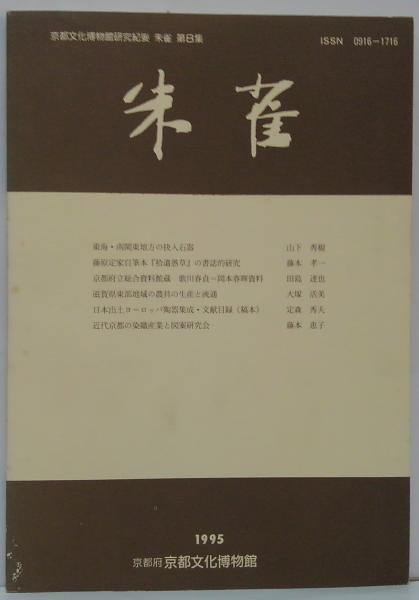 京都文化博物館研究紀要 朱雀 第8集
ISSN 0916-1716
朱雀
東海・南関東地方の抉入石器 山下 秀樹
藤原定家自筆本『拾遺愚草』の書誌的研究 藤本 孝一
京都府立総合資料館蔵 歌川春貞=岡本春暉資料 田島 達也
滋賀県東部地域の農具の生産と流通 大塚 活美
日本出土ヨーロッパ陶器集成・文献目録(稿本) 定森 秀夫
近代京都の染織産業と図案研究会 藤本 恵子
1995
京都府 京都文化博物館